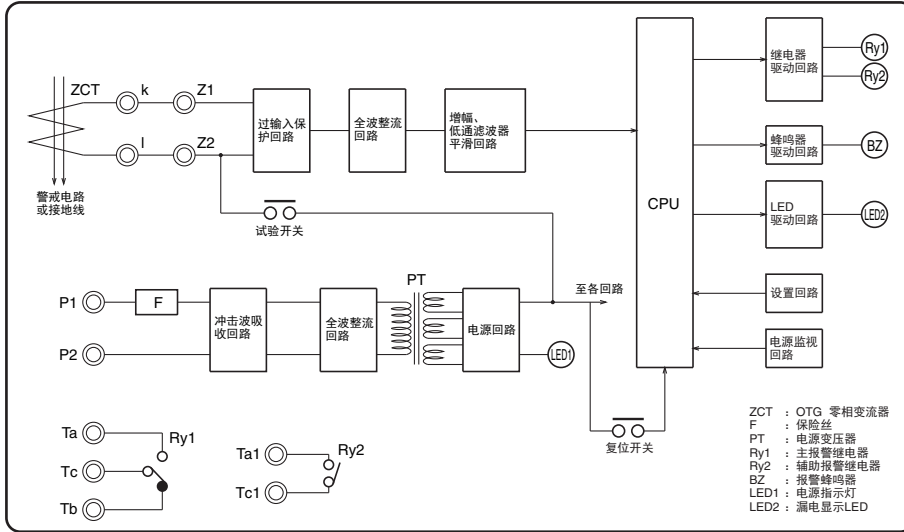 ZCT
k
Z1
l
Z2
警戒电路
或接地线
过输入保
护回路
全波整流
回路
增幅、
低通滤波器
平滑回路
试验开关
CPU
继电器
驱动回路
Ry1
Ry2
蜂鸣器
驱动回路
BZ
LED
驱动回路
LED2
设置回路
电源监视
回路
P1
F
P2
冲击波吸
收回路
全波整流
回路
PT
电源回路
LED1
至各回路
复位开关
Ta
Ry1
Tc
Tb
Ta1
Ry2
Tc1
ZCT : OTG 零相变流器
F : 保险丝
PT : 电源变压器
Ry1 : 主报警继电器
Ry2 : 辅助报警继电器
BZ : 报警蜂鸣器
LED1 : 电源指示灯
LED2 : 漏电显示LED